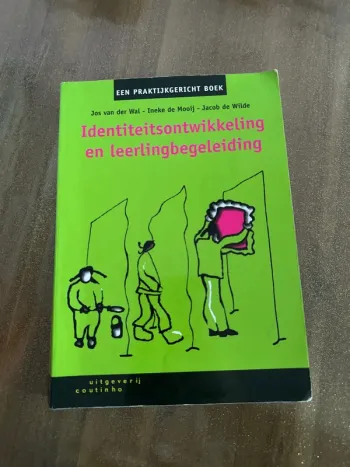 EEN PRAKTIJKGERICHT BOEK
Jos van der Wal - Ineke de Mooij - Jacob de Wilde
Identiteitsontwikkeling
en leerlingbegeleiding
uitgeverij
coutinho